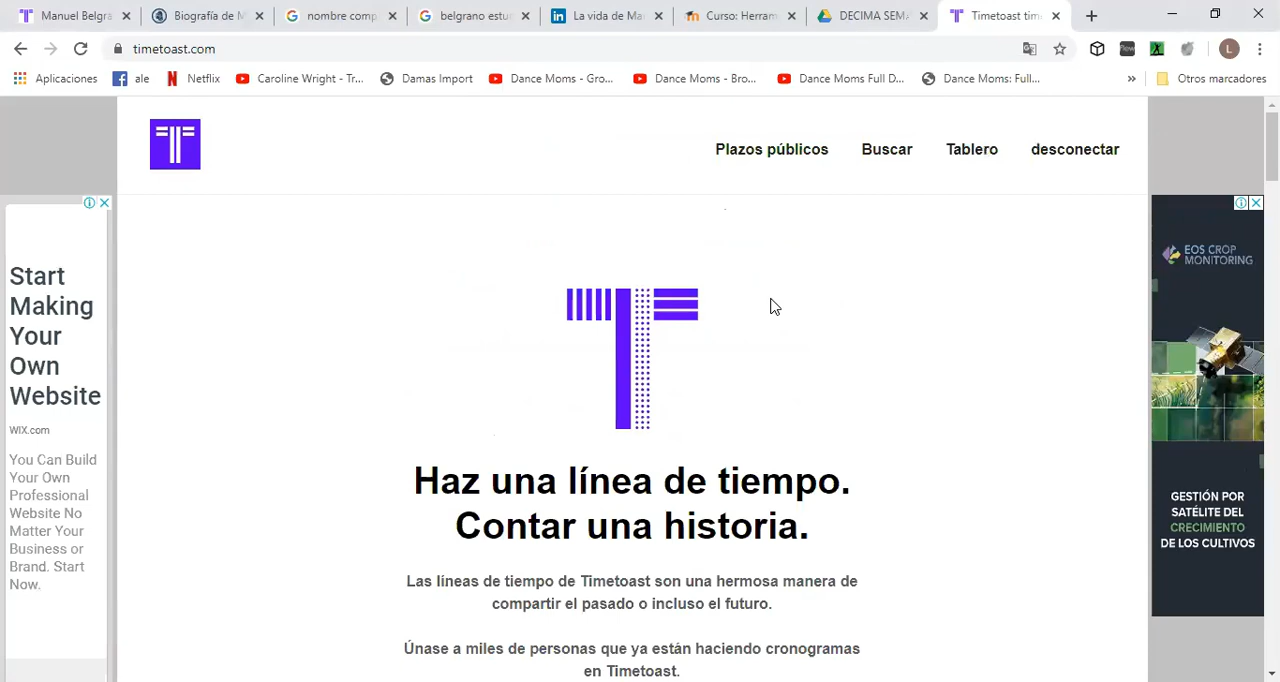 Manuel Belgra
Biografía de M
nombre comp
belgrano estu
La vida de Ma
Curso: Herram
DECIMA SEMA
Timetoast tim
timetoast.com
L
Aplicaciones
ale
Netflix
Caroline Wright - Tr...
Damas Import
Dance Moms - Gro...
Dance Moms - Bro...
Dance Moms Full D...
Dance Moms: Full...
»
Otros marcadores
Plazos públicos
Buscar
Tablero
desconectar
Start
Making
Your
Own
Website
WIX.com
You Can Build
Your Own
Professional
Website No
Matter Your
Business or
Brand. Start
Now.
Haz una línea de tiempo.
Contar una historia.
Las líneas de tiempo de Timetoast son una hermosa manera de
compartir el pasado o incluso el futuro.
Únase a miles de personas que ya están haciendo cronogramas
en Timetoast.
EOS CROP
MONITORING
GESTIÓN POR
SATÉLITE DEL
CRECIMIENTO
DE LOS CULTIVOS